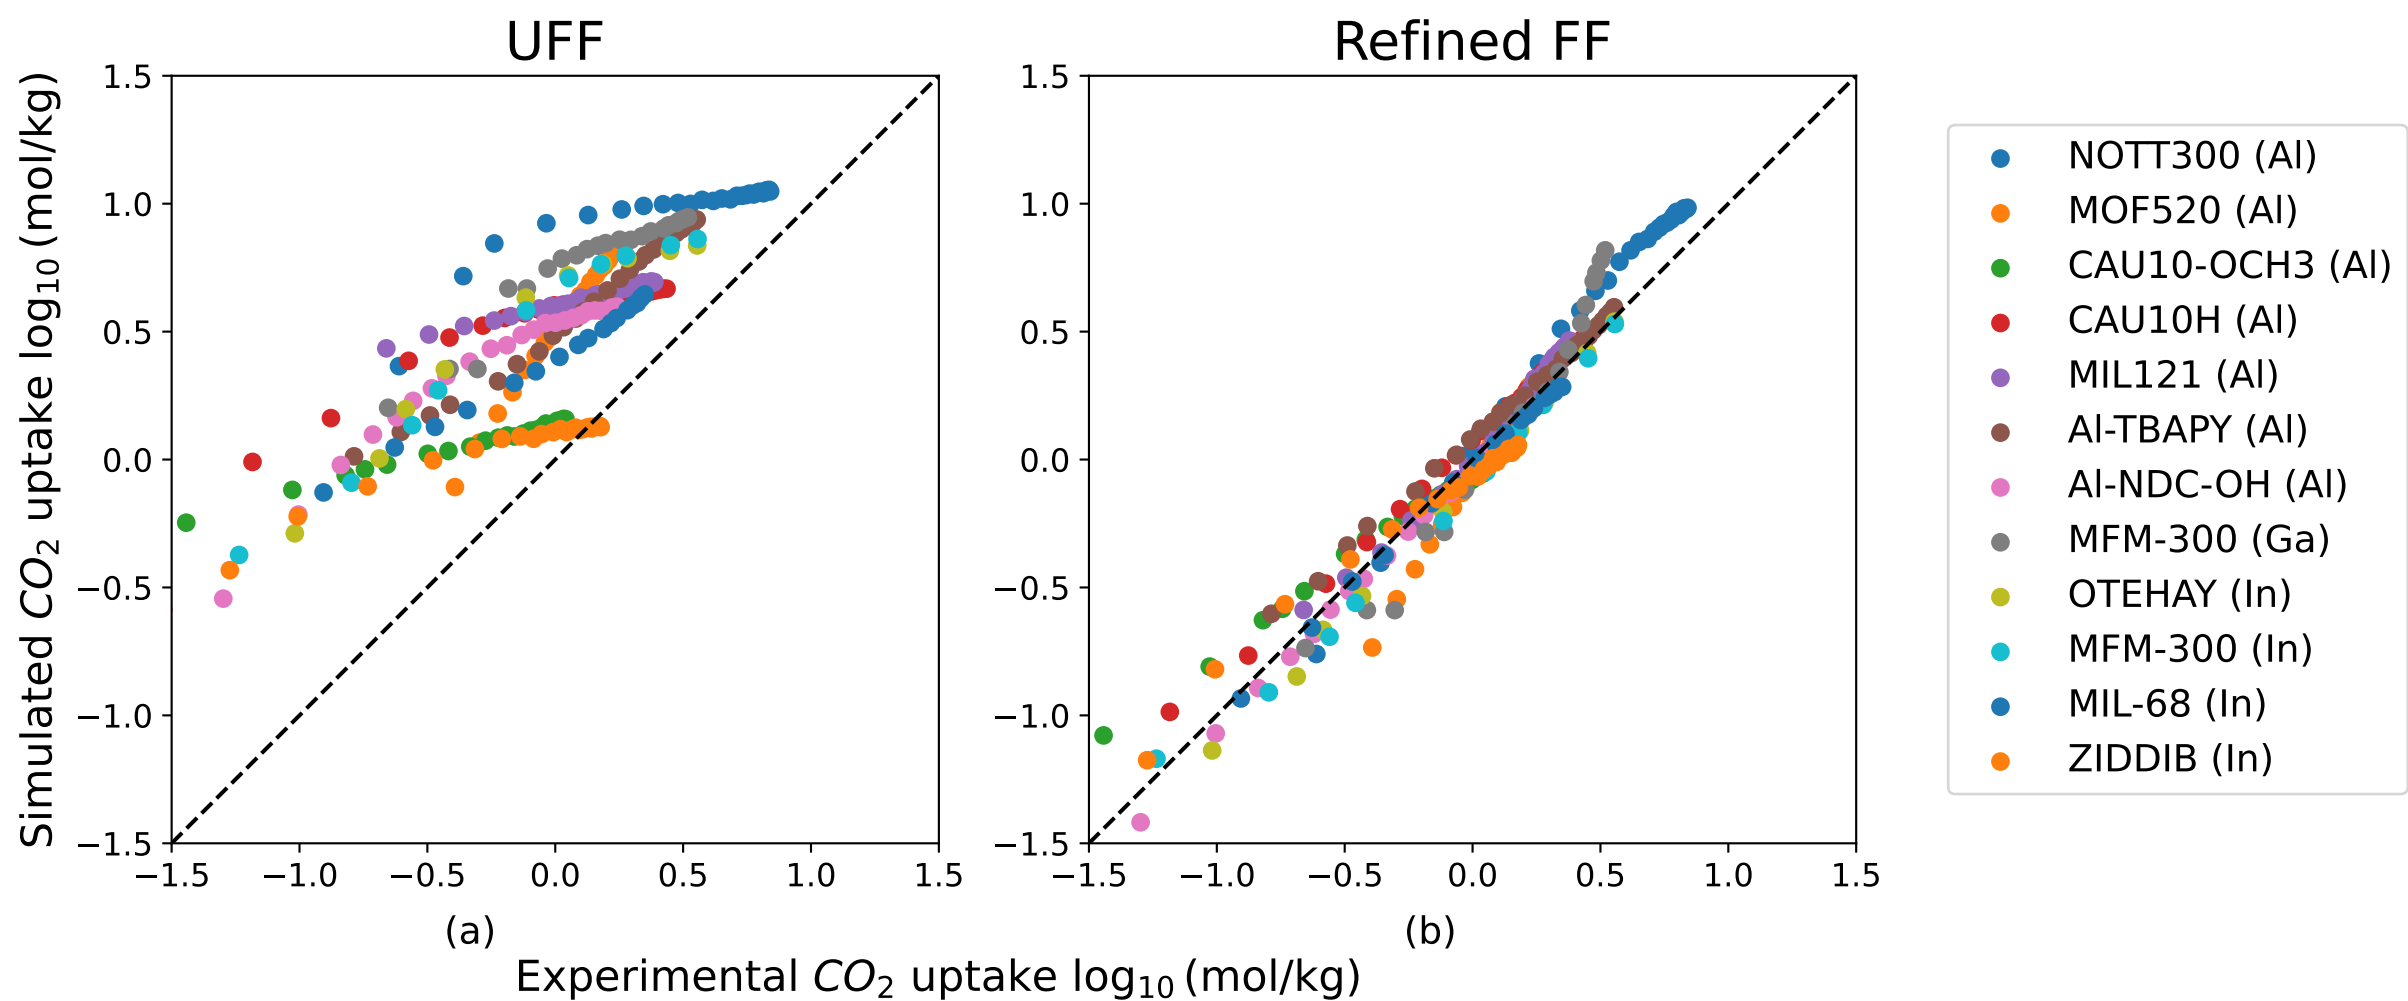 UFF
Refined FF
Simulated CO2 uptake log10 (mol/kg)
1.5
1.0
0.5
0.0
−0.5
−1.0
−1.5
−1.5 −1.0 −0.5 0.0 0.5 1.0 1.5
(a)
1.5
1.0
0.5
0.0
−0.5
−1.0
−1.5
−1.5 −1.0 −0.5 0.0 0.5 1.0 1.5
(b)
Experimental CO2 uptake log10 (mol/kg)
NOTT300 (Al)
MOF520 (Al)
CAU10-OCH3 (Al)
CAU10H (Al)
MIL121 (Al)
Al-TBAPY (Al)
Al-NDC-OH (Al)
MFM-300 (Ga)
OTEHAY (In)
MFM-300 (In)
MIL-68 (In)
ZIDDIB (In)